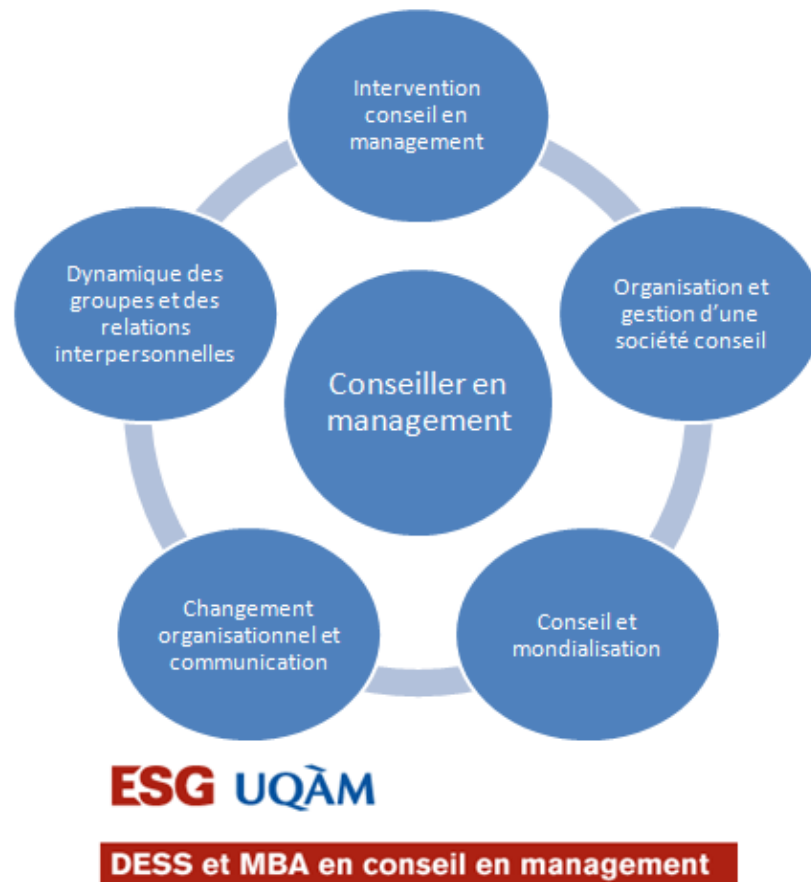 Intervention
conseil en
management
Organisation et
gestion d'une
société conseil
Conseil et
mondialisation
Changement
organisationnel et
communication
Dynamique des
groupes et des
relations
interpersonnelles
Conseiller en
management
ESG UQÀM
DESS et MBA en conseil en management